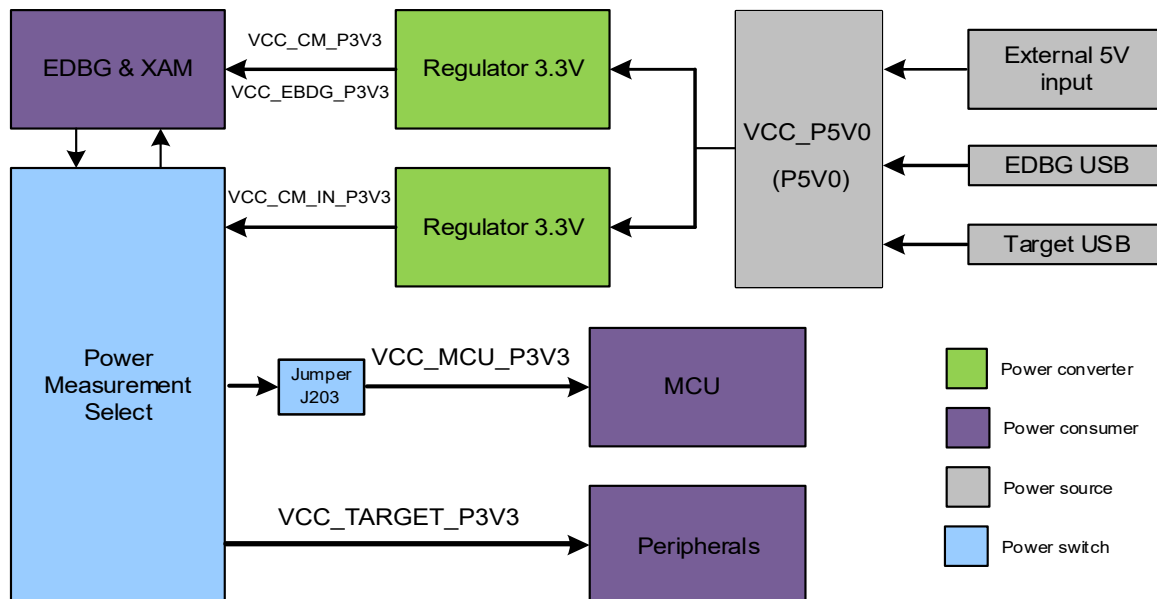 EDBG & XAM
VCC_CM_P3V3
VCC_EBDG_P3V3
Regulator 3.3V
VCC_P5V0
(P5V0)
External 5V
input
EDBG USB
Target USB
VCC_CM_IN_P3V3
Regulator 3.3V
Power
Measurement
Select
Jumper
J203
VCC_MCU_P3V3
MCU
VCC_TARGET_P3V3
Peripherals
Power converter
Power consumer
Power source
Power switch